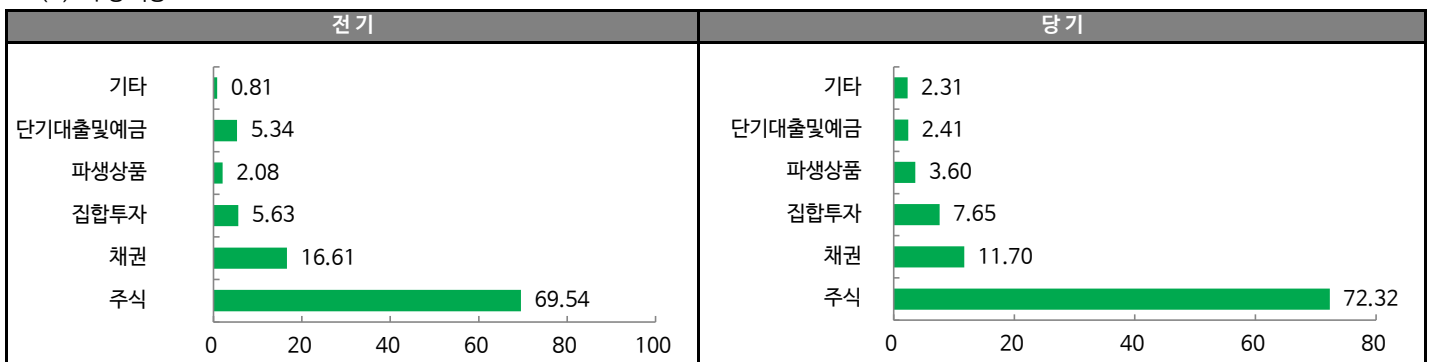 전 기
당 기
기타 0.81
단기대출및예금 5.34
파생상품 2.08
집합투자 5.63
채권 16.61
주식 69.54
0 20 40 60 80 100
기타 2.31
단기대출및예금 2.41
파생상품 3.60
집합투자 7.65
채권 11.70
주식 72.32
0 20 40 60 80